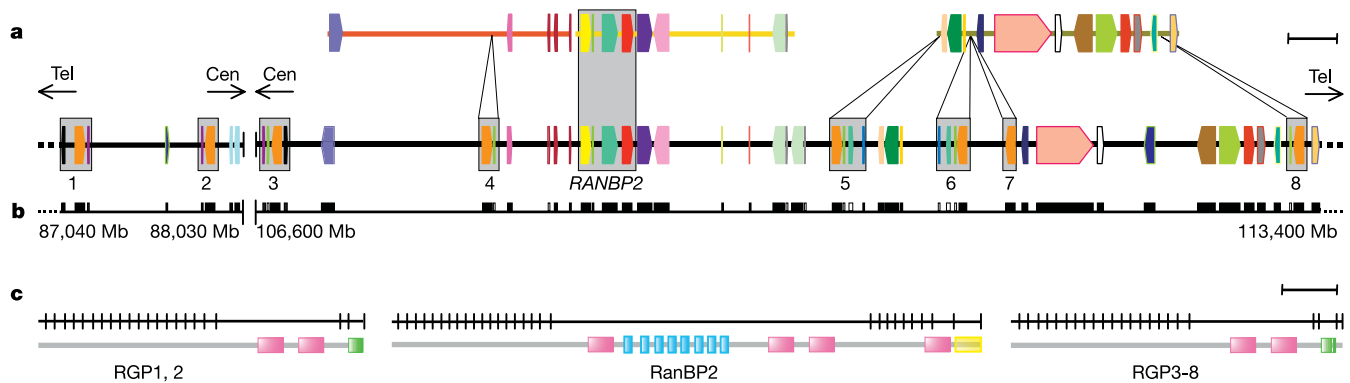 a
Tel
Cen
Cen
Tel
1
2
3
4
RANBP2
5
6
7
8
b
87,040 Mb
88,030 Mb
106,600 Mb
113,400 Mb
c
RGP1, 2
RanBP2
RGP3-8